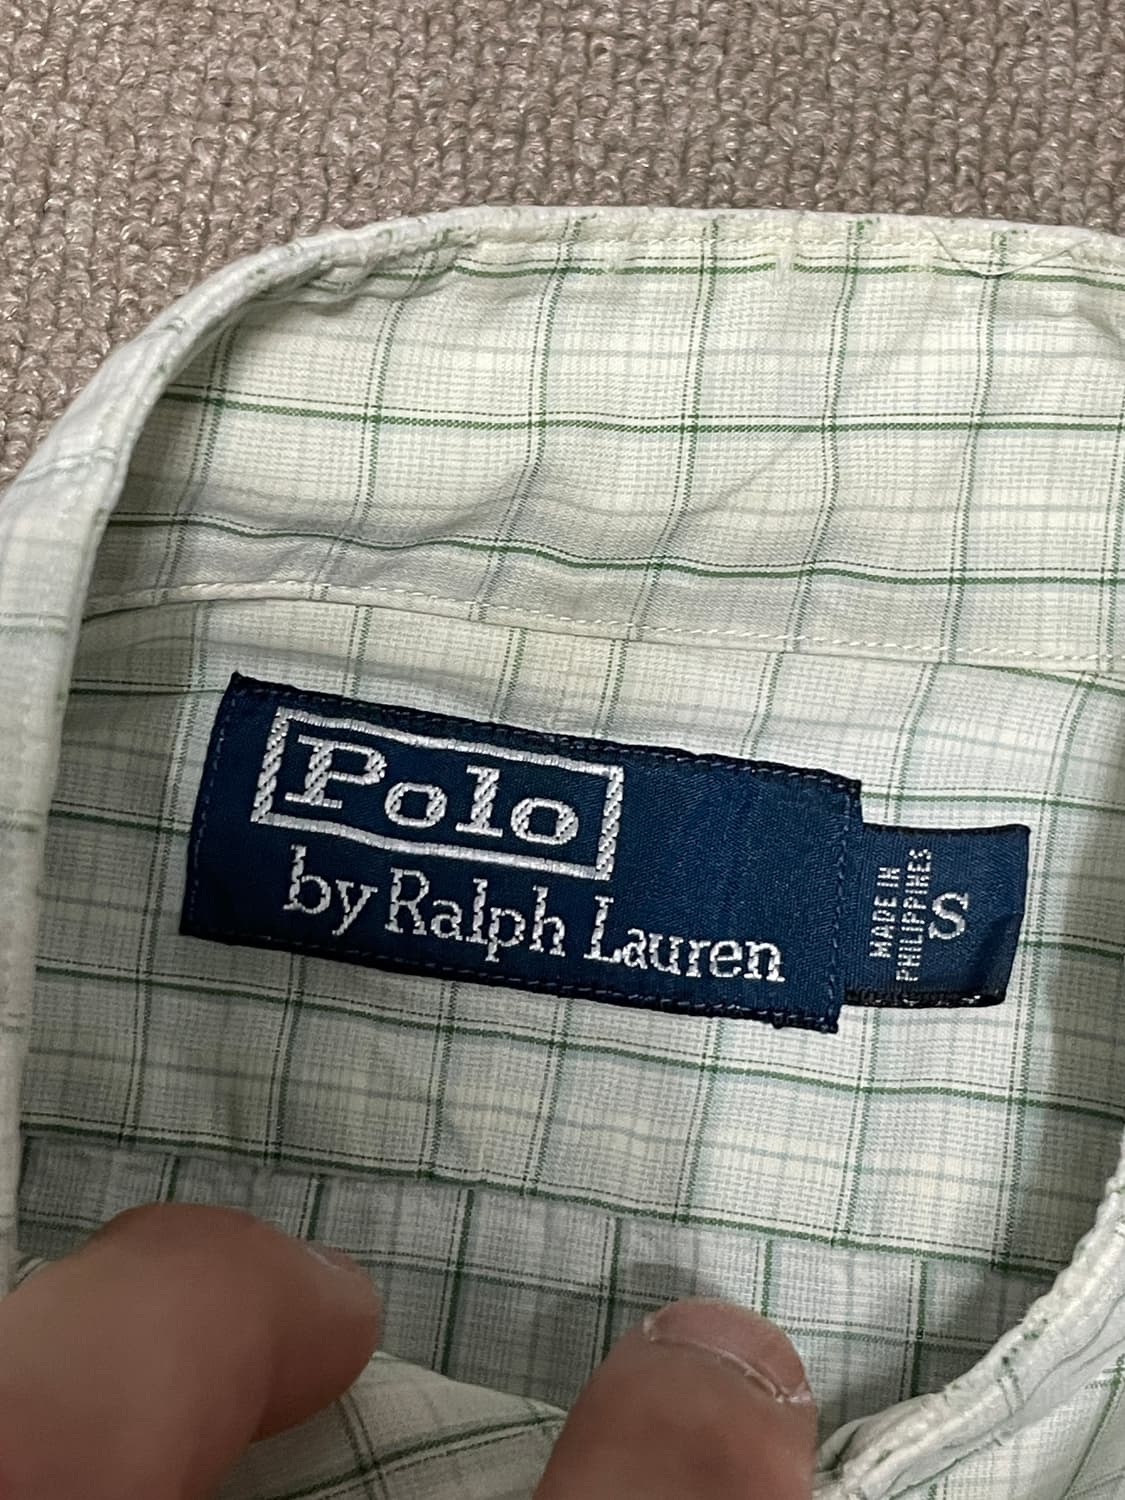 Polo
by Ralph Lauren
MADE IN
PHILIPPINES
S